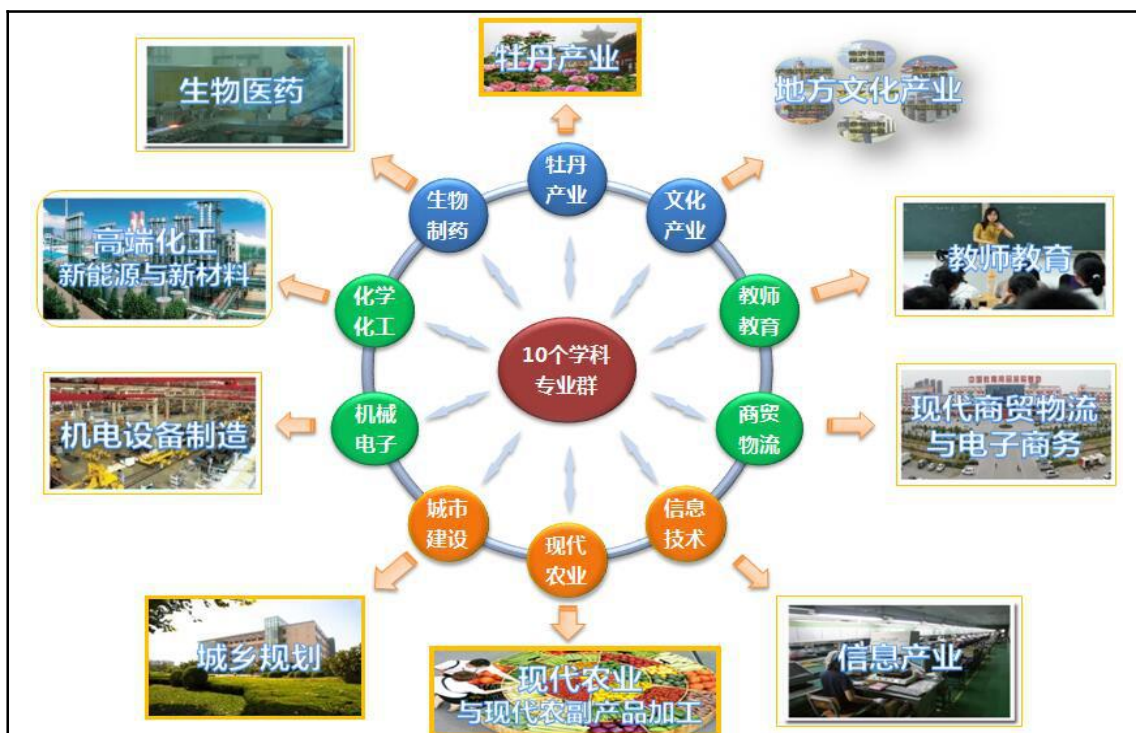 牡丹产业
生物医药
地方文化产业
牡丹
产业
生物
制药
文化
产业
高端化工
新能源与新材料
教师教育
化学
化工
教师
教育
10个学科
专业群
机电设备制造
机械
电子
商贸
物流
现代商贸物流
与电子商务
城市
建设
信息
技术
现代
农业
城乡规划
现代农业
与现代农副产品加工
信息产业